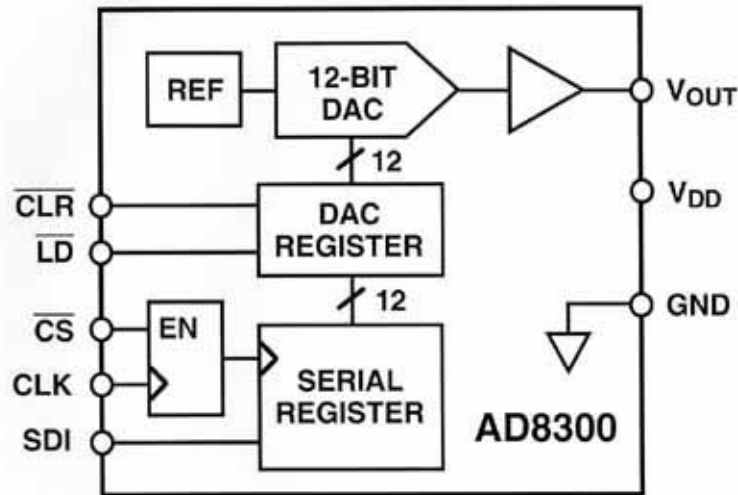 REF
12-BIT
DAC
VOUT
12
VDD
CLR
DAC
REGISTER
LD
12
GND
CS
EN
CLK
SERIAL
REGISTER
SDI
AD8300